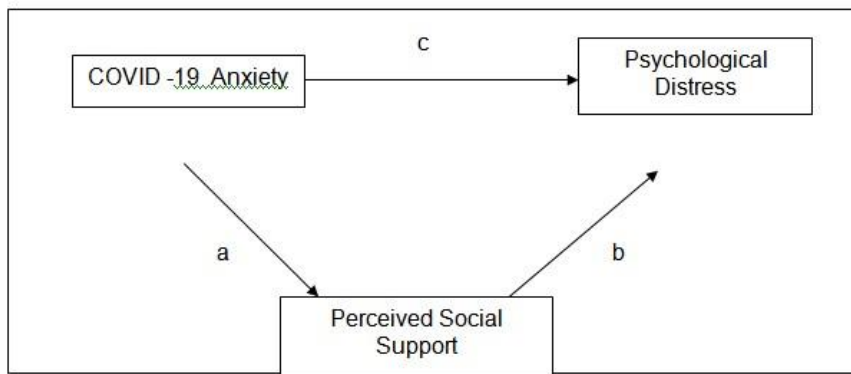 c
COVID -19 Anxiety
Psychological
Distress
a
b
Perceived Social
Support